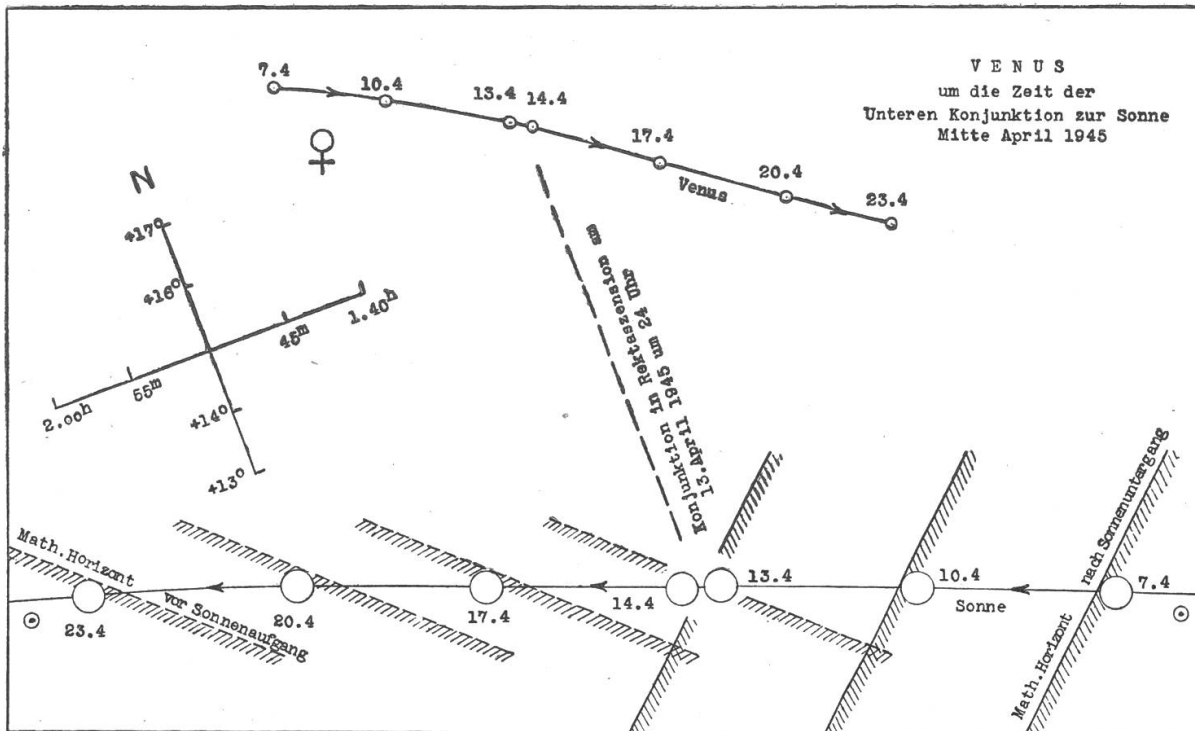 V E N U S
um die Zeit der
Unteren Konjunktion zur Sonne
Mitte April 1945
7.4
10.4
13.4
14.4
17.4
20.4
23.4
Venus
♀
N
+17°
+16°
+14°
+13°
2.00h
55m
45m
1.40h
Konjunktion in Rektaszension am
13.April 1945 um 24 Uhr
Math.Horizont
vor Sonnenaufgang
23.4
20.4
17.4
14.4
13.4
10.4
Sonne
7.4
Math.Horizont
nach Sonnenuntergang
☉
☉